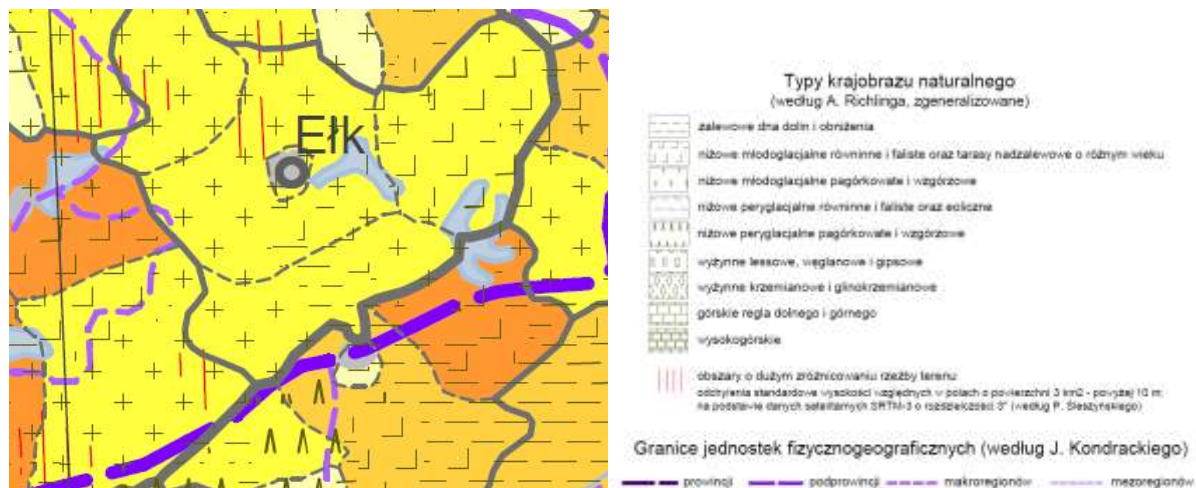 Ełk
Typy krajobrazu naturalnego
(według A. Richlinga, zgeneralizowane)
zalewowe dna dolin i obniżenia
niżowe młodoglacjalne równinne i faliste oraz tarasy nadzalewowe o różnym wieku
niżowe młodoglacjalne pagórkowate i wzgórzowe
niżowe peryglacjalne równinne i faliste oraz eoliczne
niżowe peryglacjalne pagórkowate i wzgórzowe
wyżynne lessowe, węglanowe i gipsowe
wyżynne krzemianowe i glinokrzemianowe
górskie regla dolnego i górnego
wysokogórskie
obszary o dużym zróżnicowaniu rzeźby terenu
odchylenia standardowe wysokości względnych w polach o powierzchni 3 km2 - powyżej 10 m
na podstawie danych satelitarnych SRTM-3 o rozdzielczości 3" (według P. Śleszyńskiego)
Granice jednostek fizycznogeograficznych (według J. Kondrackiego)
prowincji podprowincji makroregionów mezoregionów